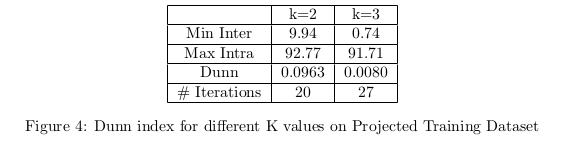 k=2 k=3
Min Inter 9.94 0.74
Max Intra 92.77 91.71
Dunn 0.0963 0.0080
# Iterations 20 27
Figure 4: Dunn index for different K values on Projected Training Dataset